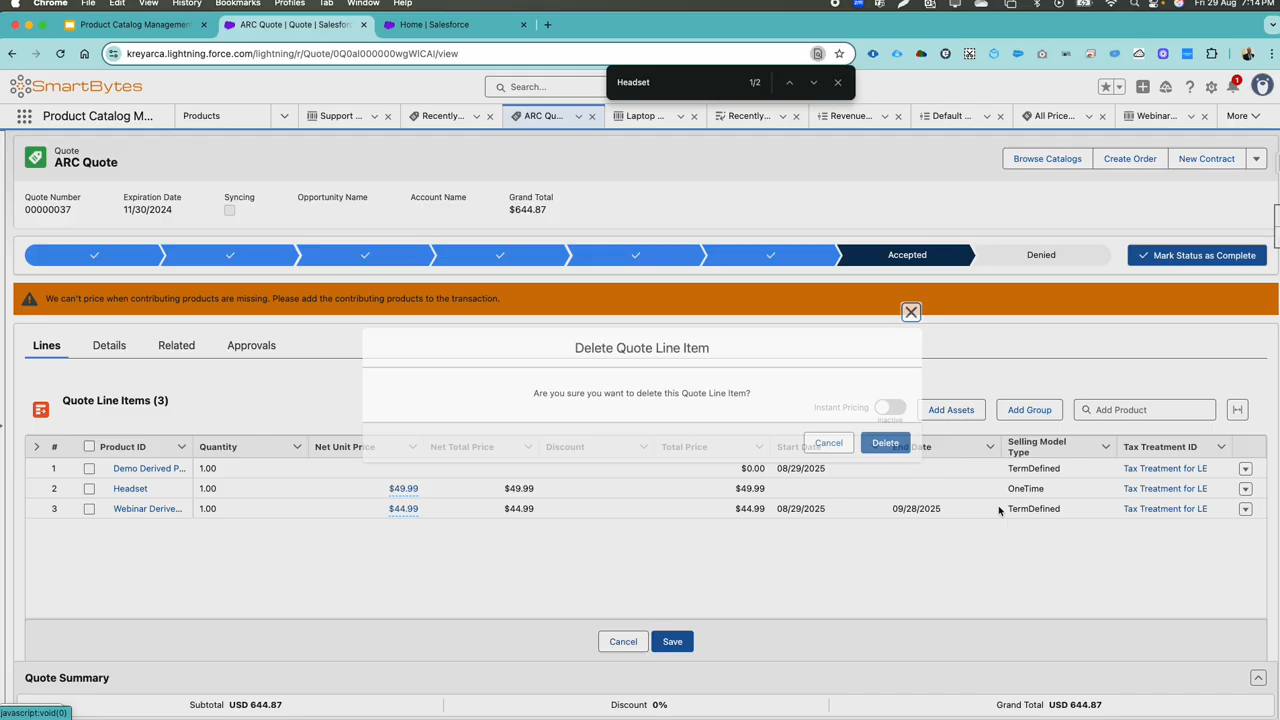 Chrome File Edit View History Bookmarks Profiles Tab Window Help Fri 29 Aug 7:14 PM
Product Catalog Management
ARC Quote | Quote | Salesforce
Home | Salesforce
kreyarca.lightning.force.com/lightning/r/Quote/0Q0al000000wgWlCAI/view
Headset 1/2
SmartBytes
Search...
1
Product Catalog M... Products Support ... Recently... ARC Qu... Laptop ... Recently... Revenue... Default ... All Price... Webinar... More
Quote
ARC Quote
Browse Catalogs Create Order New Contract
Quote Number Expiration Date Syncing Opportunity Name Account Name Grand Total
00000037 11/30/2024 $644.87
Accepted Denied Mark Status as Complete
We can't price when contributing products are missing. Please add the contributing products to the transaction.
Lines Details Related Approvals
Delete Quote Line Item
Are you sure you want to delete this Quote Line Item?
Cancel Delete
Quote Line Items (3)
Instant Pricing
Inactive
Add Assets Add Group Add Product
# Product ID Quantity Net Unit Price Net Total Price Discount Total Price Start Date End Date Selling Model Type Tax Treatment ID
1 Demo Derived P... 1.00 $0.00 08/29/2025 TermDefined Tax Treatment for LE
2 Headset 1.00 $49.99 $49.99 $49.99 OneTime Tax Treatment for LE
3 Webinar Derive... 1.00 $44.99 $44.99 $44.99 08/29/2025 09/28/2025 TermDefined Tax Treatment for LE
Cancel Save
Quote Summary
Subtotal USD 644.87 Discount 0% Grand Total USD 644.87
javascript:void(0)